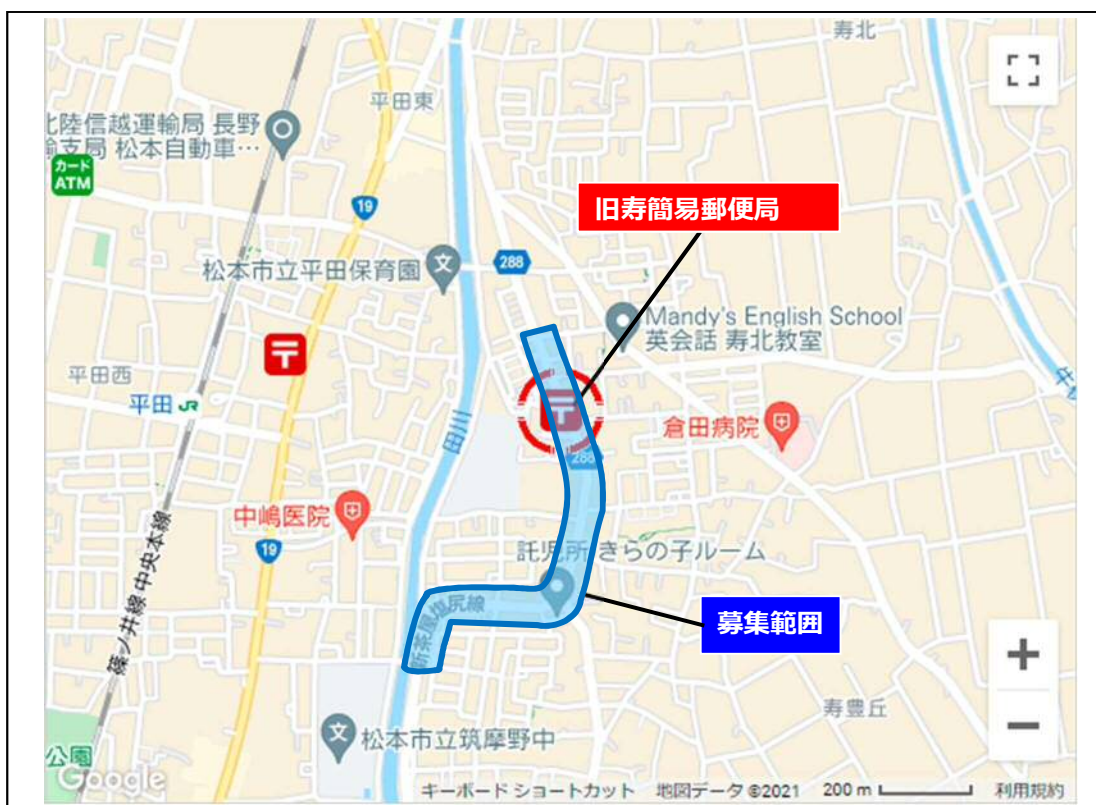 寿北
平田東
北陸信越運輸局 長野
輸支局 松本自動車…
カード
ATM
19
旧寿簡易郵便局
松本市立平田保育園
文
288
Mandy's English School
英会話 寿北教室
平田西
平田
JR
田川
倉田病院
288
中嶋医院
19
託児所 きらの子ルーム
新茶屋塩尻線
募集範囲
篠ノ井線 中央本線
寿豊丘
文
松本市立筑摩野中
公園
Google
キーボード ショートカット 地図データ ©2021 200 m 利用規約